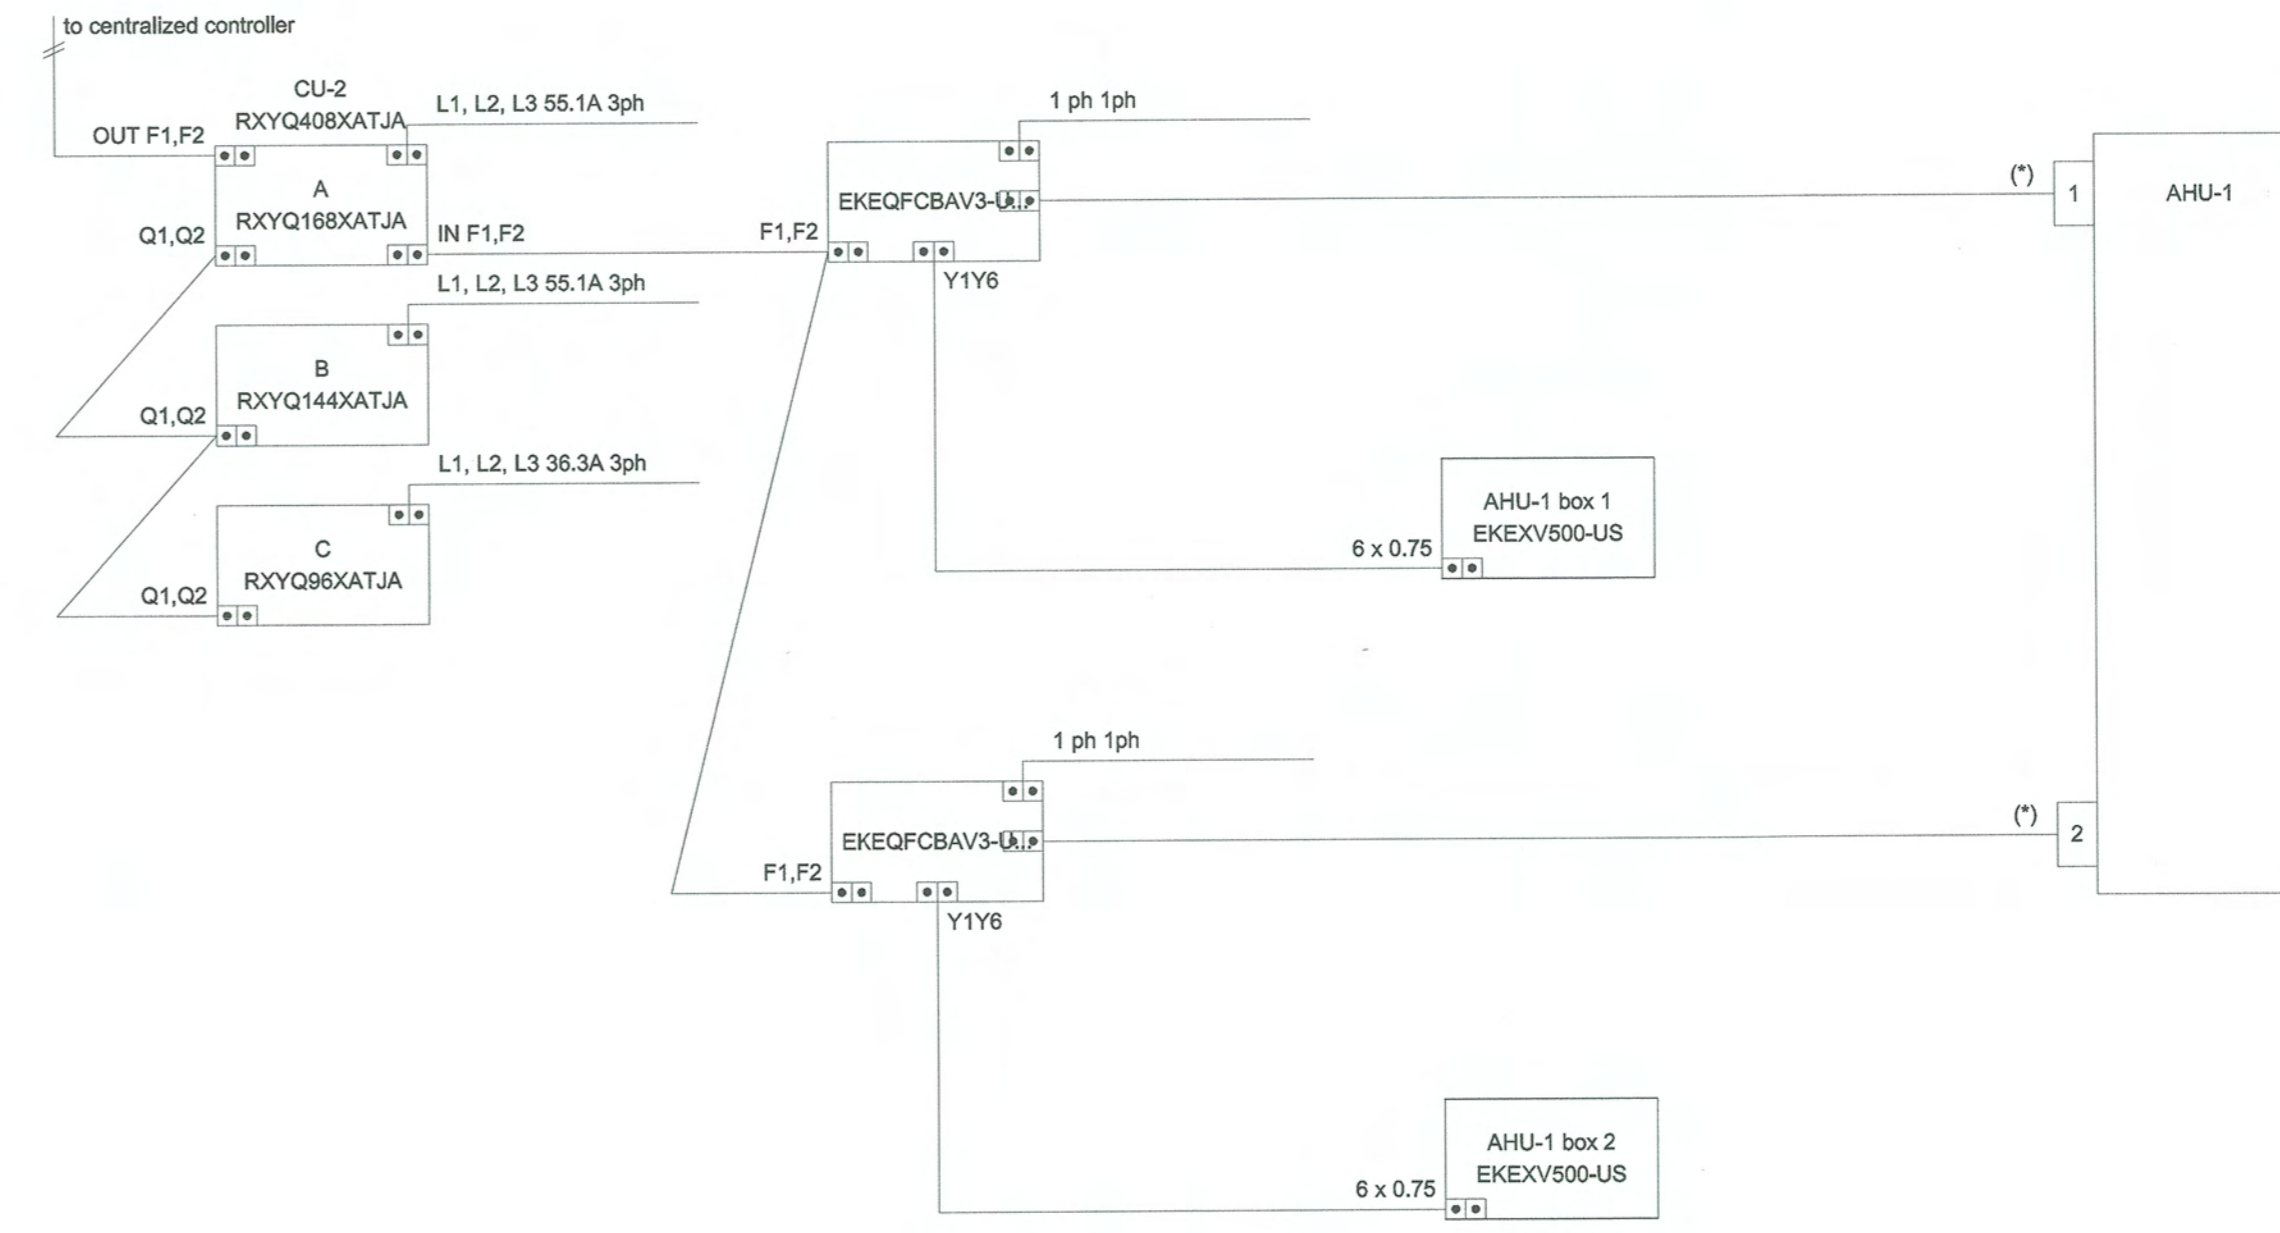 to centralized controller
CU-2
RXYQ408XATJA
L1, L2, L3 55.1A 3ph
OUT F1,F2
A
RXYQ168XATJA
Q1,Q2
IN F1,F2
L1, L2, L3 55.1A 3ph
B
RXYQ144XATJA
Q1,Q2
L1, L2, L3 36.3A 3ph
C
RXYQ96XATJA
Q1,Q2
1 ph 1ph
EKEQFCBAV3-U...
F1,F2
Y1Y6
(*)
1
AHU-1
AHU-1 box 1
EKEXV500-US
6 x 0.75
1 ph 1ph
EKEQFCBAV3-U...
F1,F2
Y1Y6
(*)
2
AHU-1 box 2
EKEXV500-US
6 x 0.75